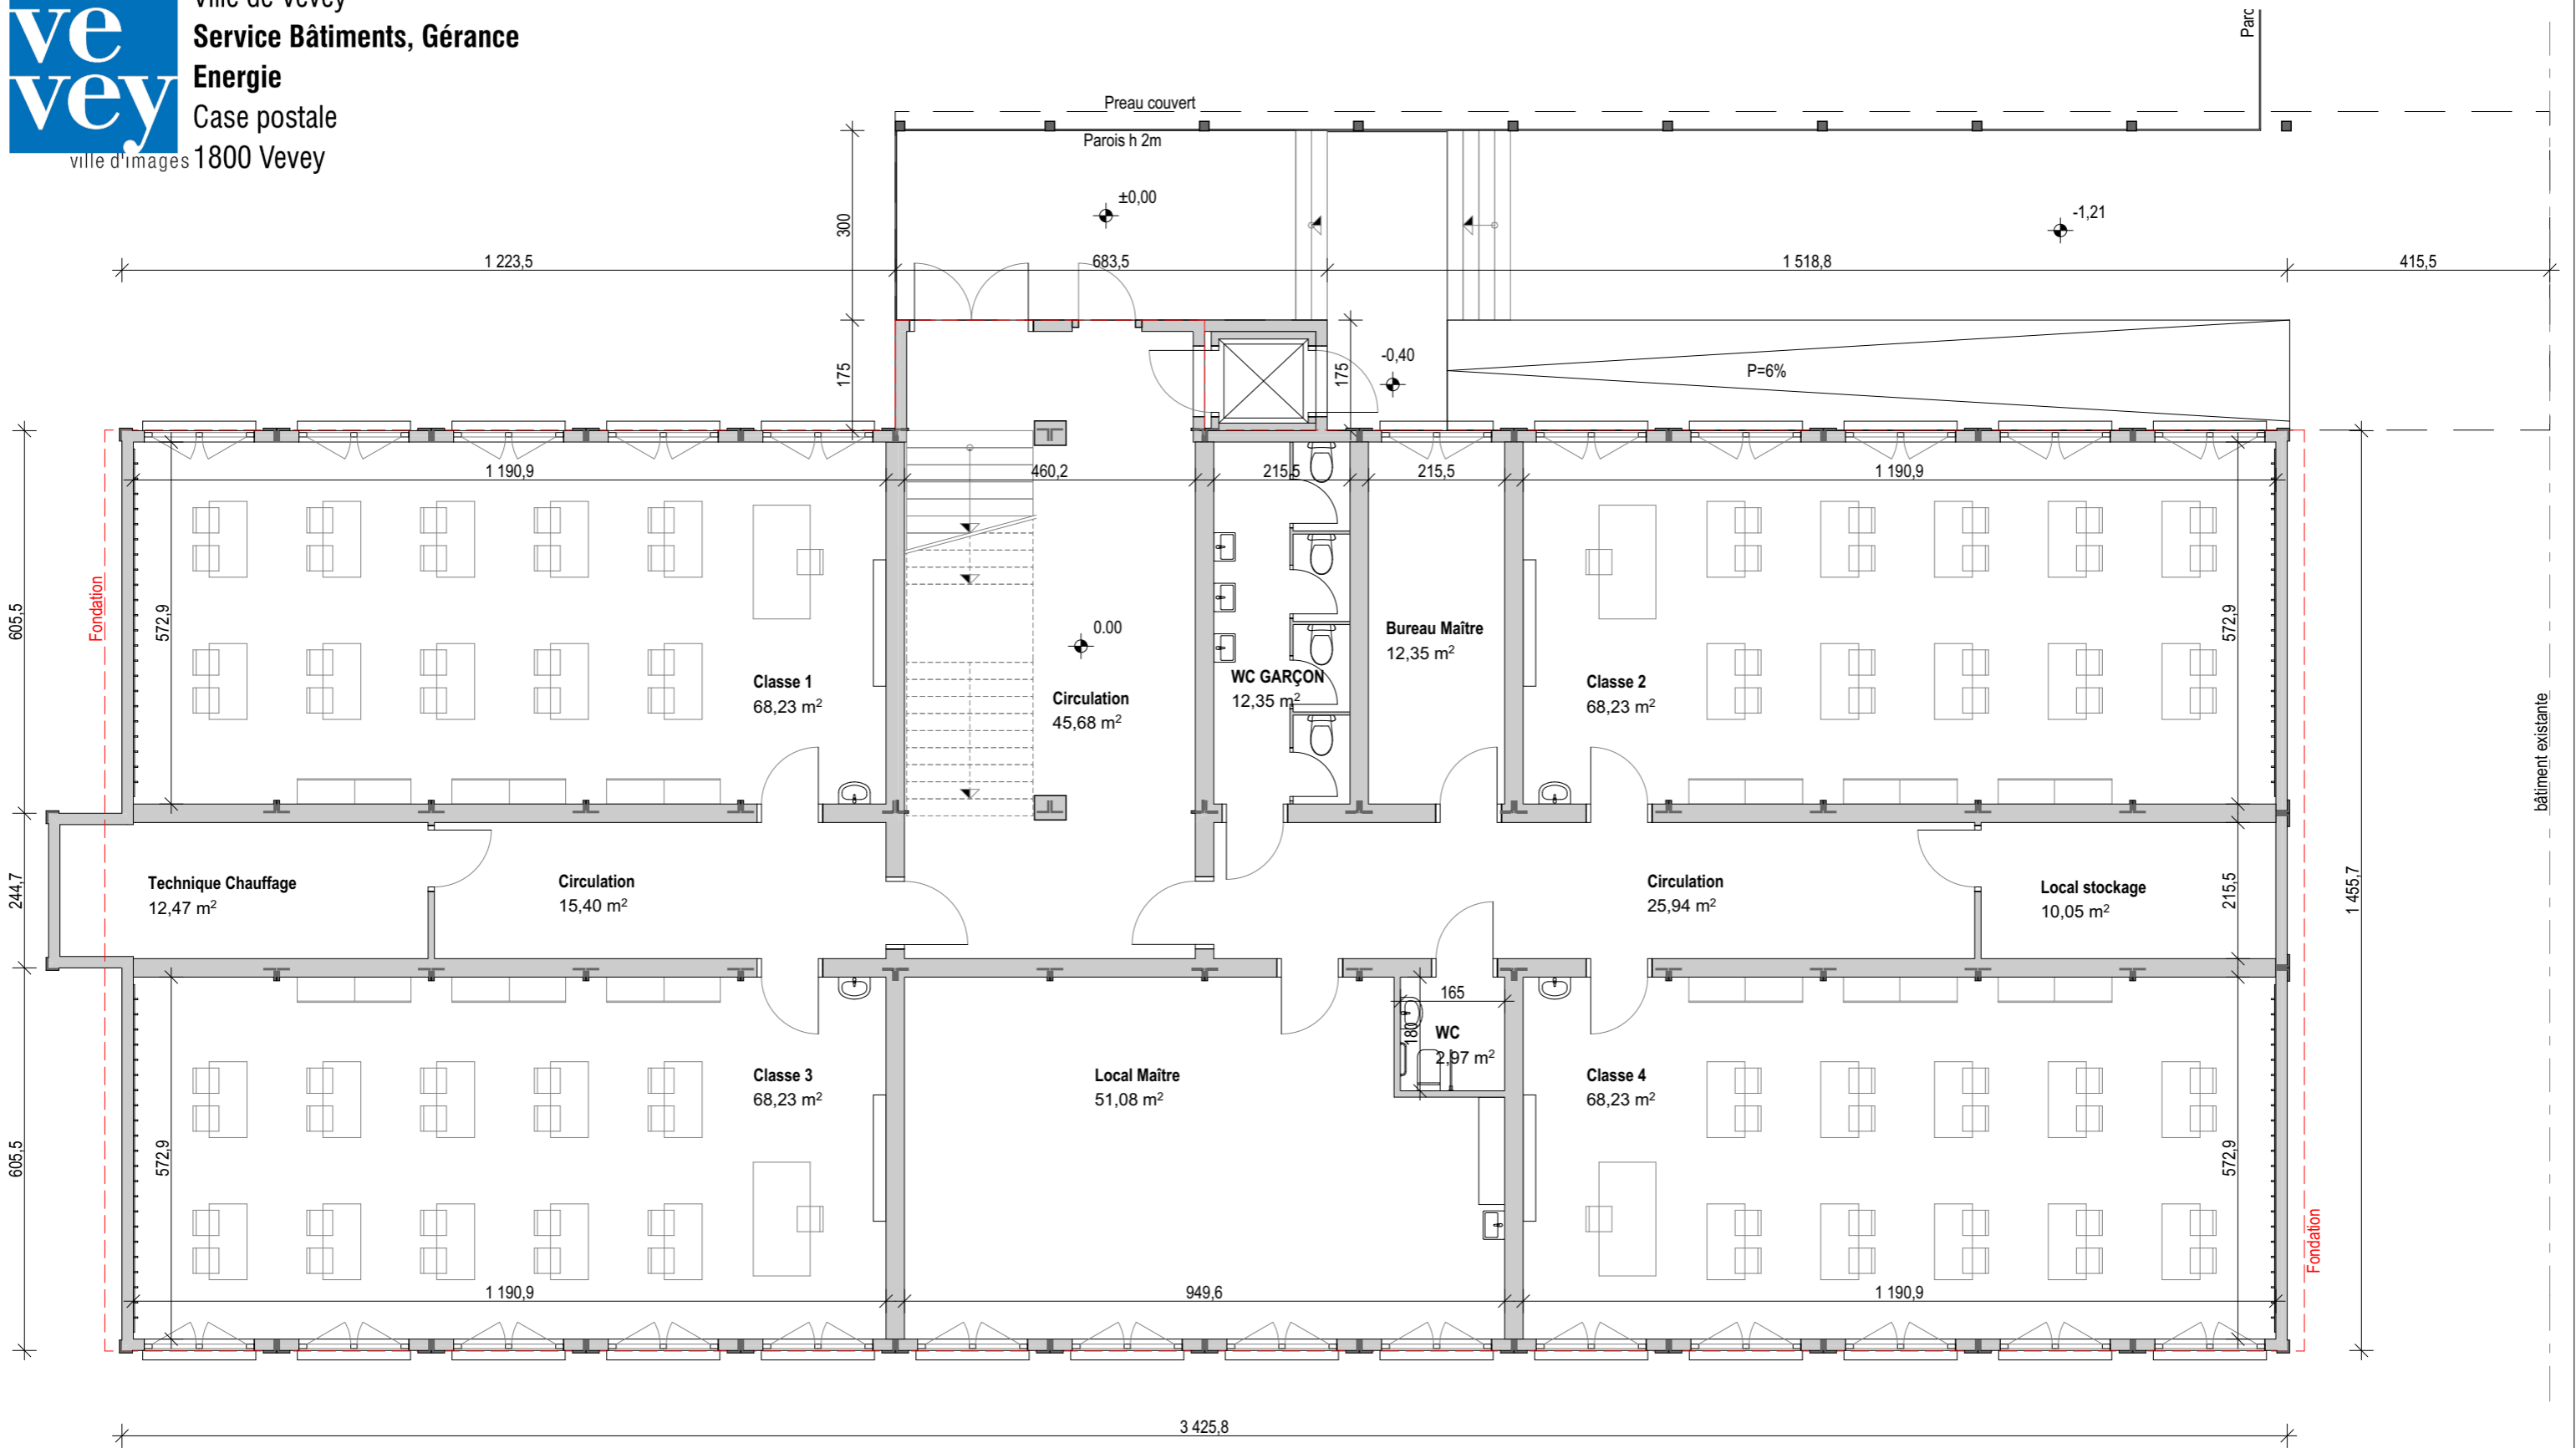 ve
vey
ville d'images
Ville de Vevey
Service Bâtiments, Gérance
Energie
Case postale
1800 Vevey
Preau couvert
Parois h 2m
±0,00
-1,21
300
1 223,5
683,5
1 518,8
415,5
175
175
-0,40
P=6%
1 190,9
460,2
215,5
215,5
1 190,9
605,5
Fondation
572,9
0.00
Bureau Maître
12,35 m²
572,9
Classe 1
68,23 m²
Circulation
45,68 m²
WC GARÇON
12,35 m²
Classe 2
68,23 m²
bâtiment existante
244,7
Technique Chauffage
12,47 m²
Circulation
15,40 m²
Circulation
25,94 m²
Local stockage
10,05 m²
215,5
1 455,7
165
180
WC
2,97 m²
Classe 3
68,23 m²
Local Maître
51,08 m²
Classe 4
68,23 m²
605,5
572,9
572,9
Fondation
1 190,9
949,6
1 190,9
3 425,8